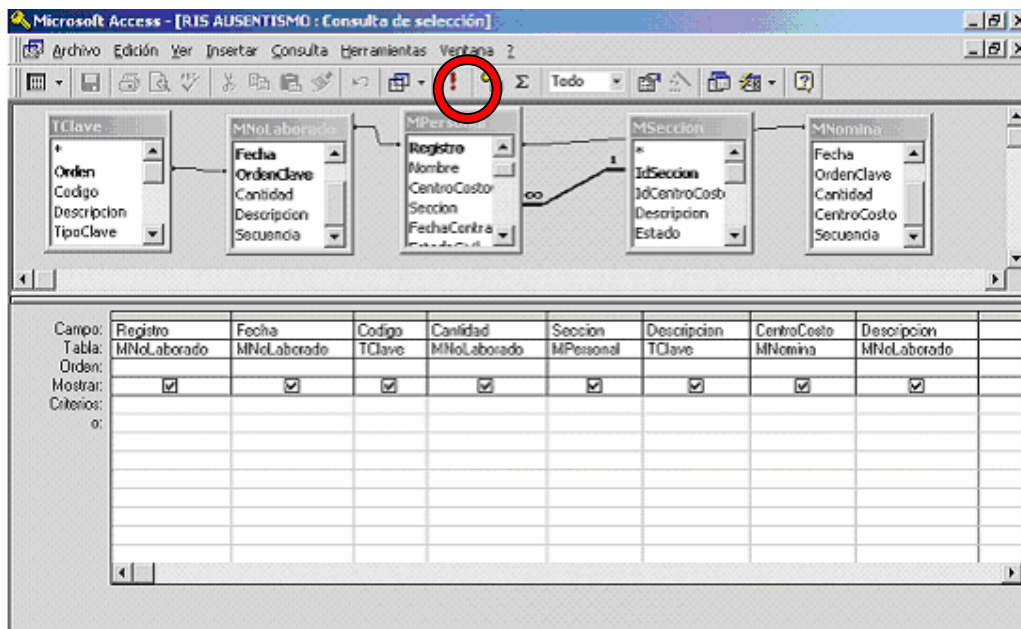 Microsoft Access - [RIS AUSENTISMO : Consulta de selección]
Archivo Edición Ver Insertar Consulta Herramientas Ventana ?
Σ Todo
TClave
*
Orden
Codigo
Descripcion
TipoClave
MNoLaborado
Fecha
OrdenClave
Cantidad
Descripcion
Secuencia
MPersonal
Registro
Nombre
CentroCosto
Seccion
FechaContra
1
∞
MSeccion
*
IdSeccion
IdCentroCosto
Descripcion
Estado
MNomina
Fecha
OrdenClave
Cantidad
CentroCosto
Secuencia
Campo: Registro Fecha Codigo Cantidad Seccion Descripcion CentroCosto Descripcion
Tabla: MNoLaborado MNoLaborado TClave MNoLaborado MPersonal TClave MNomina MNoLaborado
Orden:
Mostrar:
Criterios:
o: